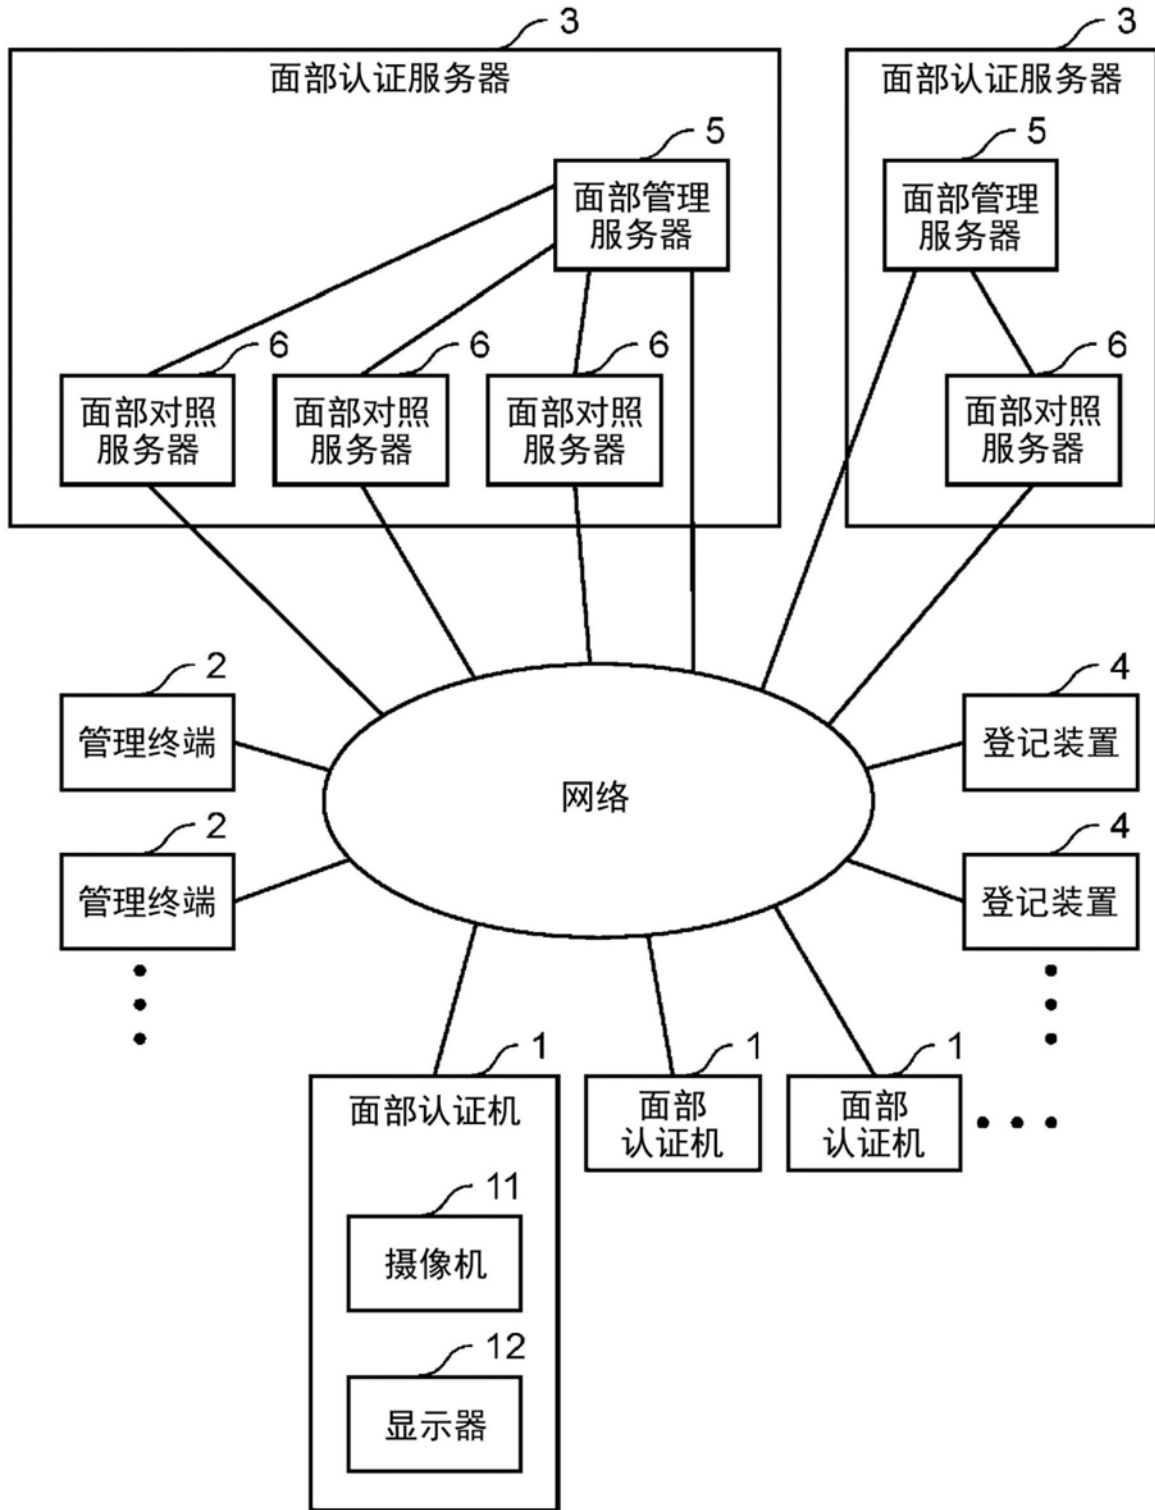 3
面部认证服务器
3
面部认证服务器
5
面部管理
服务器
5
面部管理
服务器
6
面部对照
服务器
6
面部对照
服务器
6
面部对照
服务器
6
面部对照
服务器
2
管理终端
4
登记装置
网络
2
管理终端
4
登记装置
1
面部认证机
1
面部
认证机
1
面部
认证机
11
摄像机
12
显示器